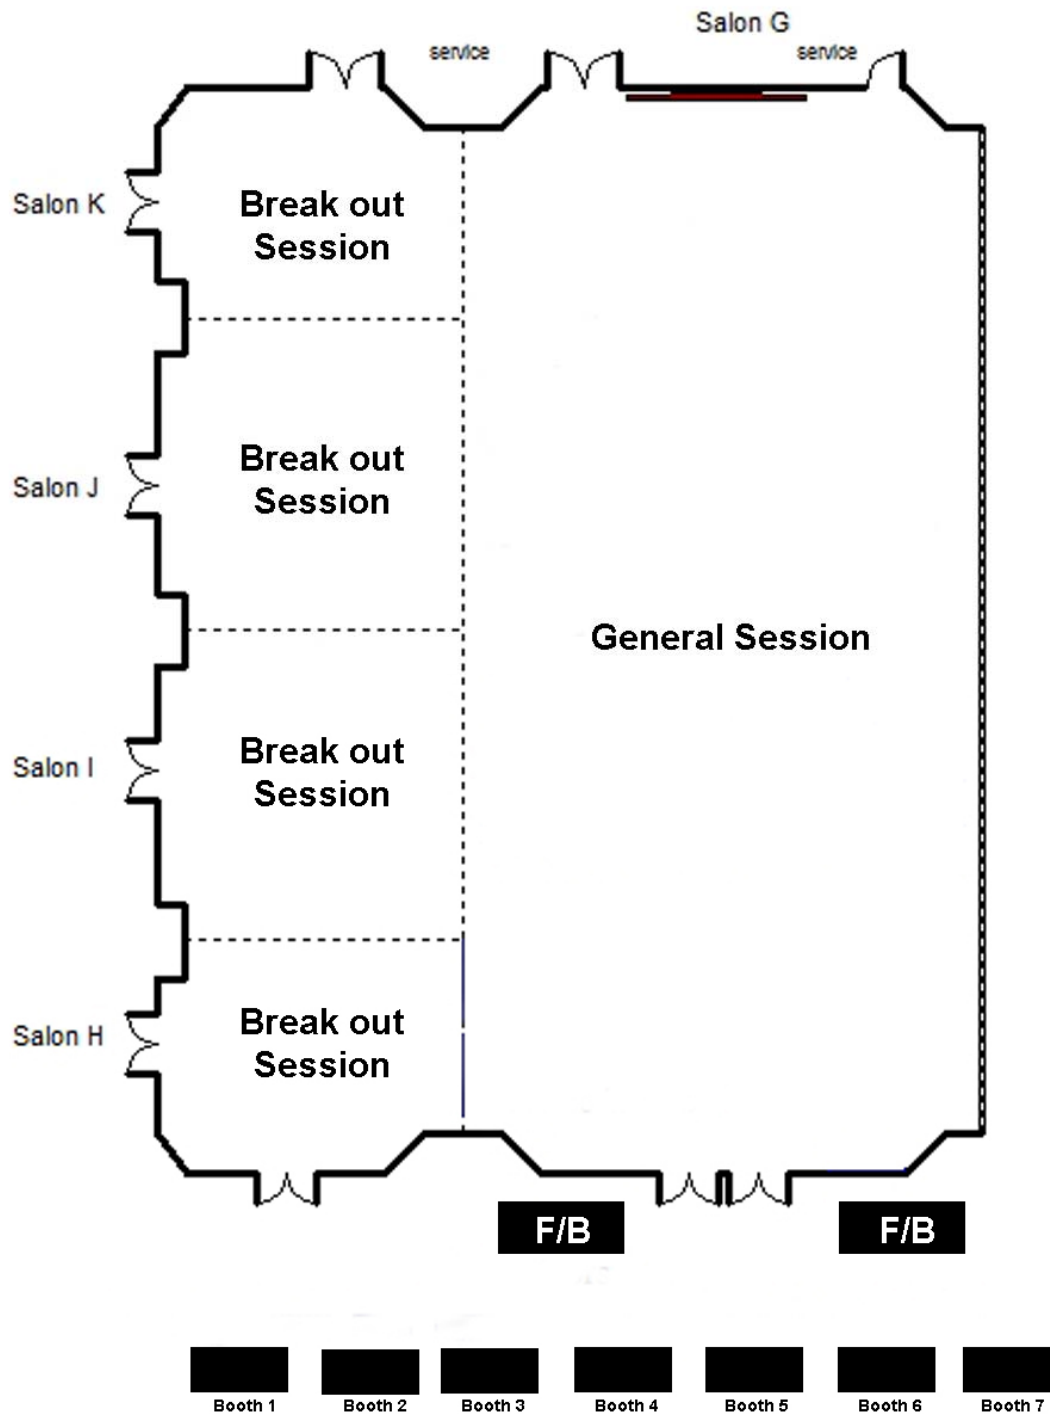 Salon G
service
service
Salon K
Break out
Session
Salon J
Break out
Session
General Session
Salon I
Break out
Session
Salon H
Break out
Session
F/B
F/B
Booth 1
Booth 2
Booth 3
Booth 4
Booth 5
Booth 6
Booth 7